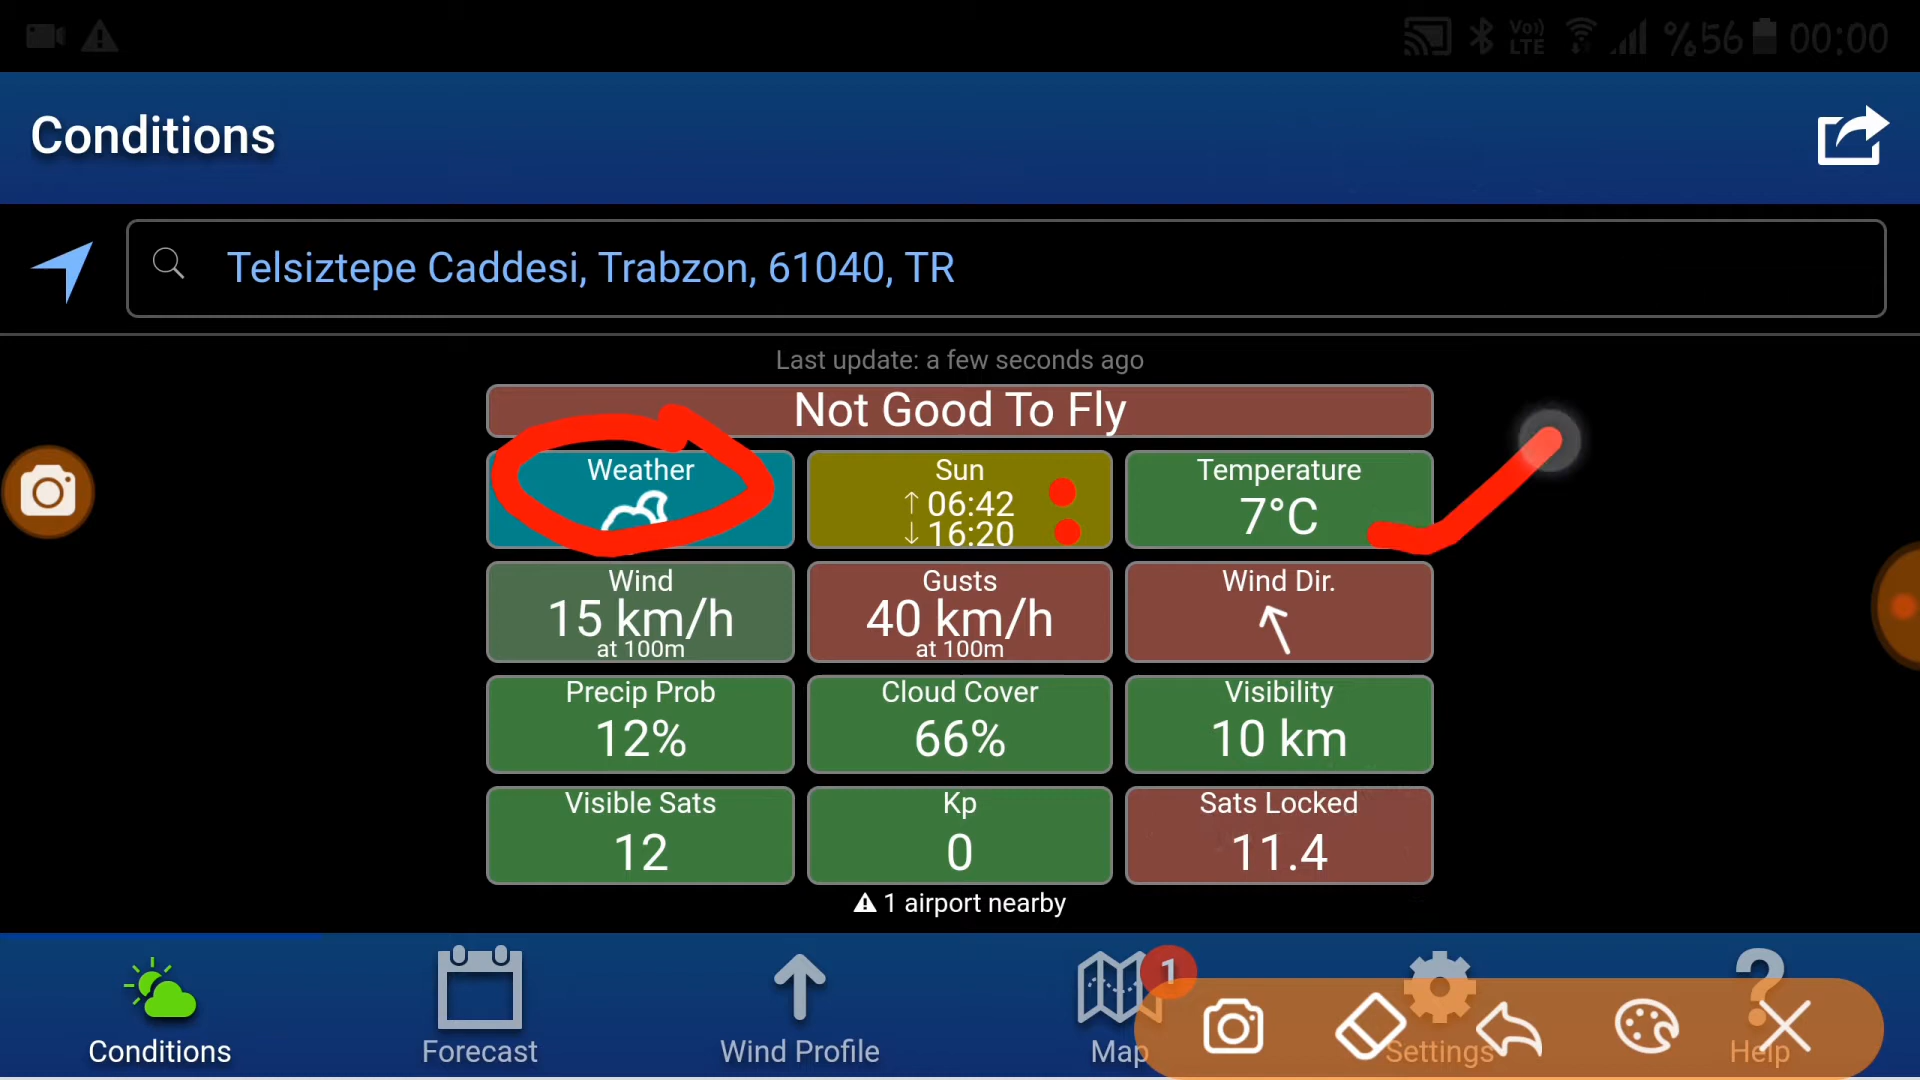 Vo))
LTE
%56
00:00
Conditions
Telsiztepe Caddesi, Trabzon, 61040, TR
Last update: a few seconds ago
Not Good To Fly
Weather
Sun
↑ 06:42
↓ 16:20
Temperature
7°C
Wind
15 km/h
at 100m
Gusts
40 km/h
at 100m
Wind Dir.
Precip Prob
12%
Cloud Cover
66%
Visibility
10 km
Visible Sats
12
Kp
0
Sats Locked
11.4
1 airport nearby
Conditions
Forecast
Wind Profile
Map
1
Settings
Help